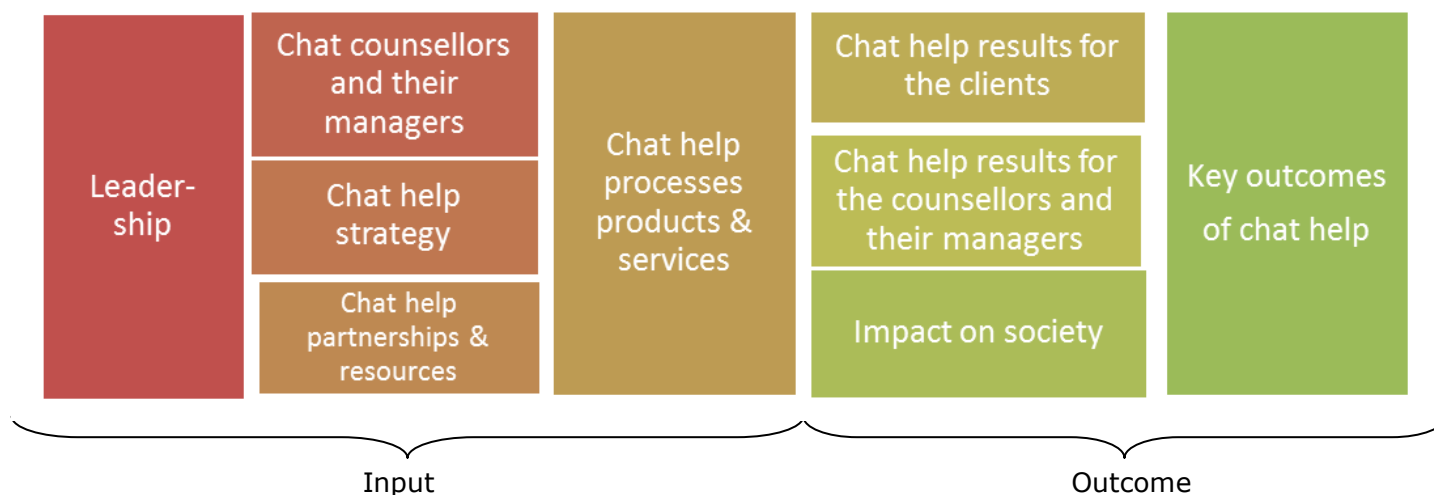 Leader-
ship
Chat counsellors
and their
managers
Chat help
strategy
Chat help
partnerships &
resources
Chat help
processes
products &
services
Chat help results for
the clients
Chat help results for
the counsellors and
their managers
Impact on society
Key outcomes
of chat help
Input
Outcome